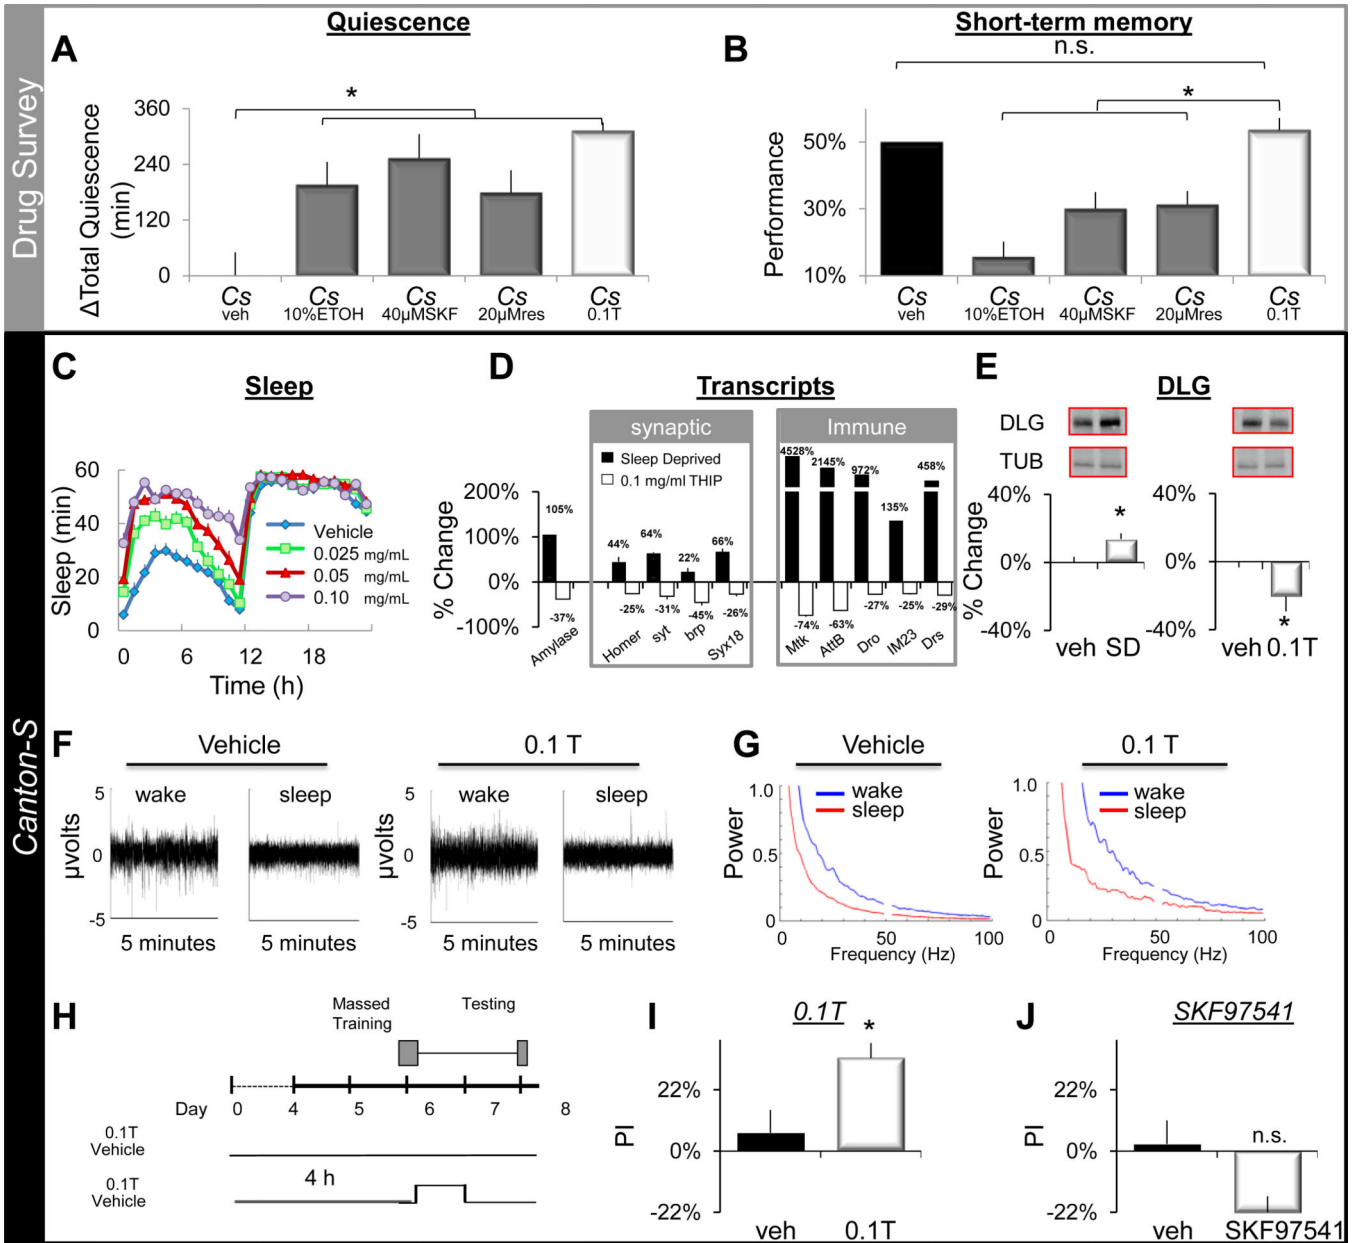 Drug Survey
Quiescence
Short-term memory
A
B
n.s.
*
*
ΔTotal Quiescence
(min)
360
240
120
0
Cs Cs Cs Cs Cs
veh 10%ETOH 40µMSKF 20µMres 0.1T
Performance
50%
30%
10%
Cs Cs Cs Cs Cs
veh 10%ETOH 40µMSKF 20µMres 0.1T
Canton-S
C
Sleep
Sleep (min)
60
40
20
0
0 6 12 18
Time (h)
Vehicle
0.025 mg/mL
0.05 mg/mL
0.10 mg/mL
D
Transcripts
synaptic
Immune
Sleep Deprived
0.1 mg/ml THIP
% Change
200%
100%
0%
-100%
105%
44%
64%
22%
66%
4528%
2145%
972%
135%
458%
-37%
-25%
-31%
-45%
-26%
-74%
-63%
-27%
-25%
-29%
Amylase
Homer
syt
brp
Syx18
Mtk
AttB
Dro
IM23
Drs
E
DLG
DLG
TUB
% Change
40%
0%
-40%
*
veh SD
40%
0%
-40%
*
veh 0.1T
F
Vehicle
0.1 T
µvolts
5
0
-5
wake
sleep
5 minutes
5 minutes
µvolts
5
0
-5
wake
sleep
5 minutes
5 minutes
G
Vehicle
0.1 T
Power
1.0
0.5
0
wake
sleep
0 50 100
Frequency (Hz)
Power
1.0
0.5
0
wake
sleep
0 50 100
Frequency (Hz)
H
Massed
Training
Testing
Day 0 4 5 6 7 8
0.1T
Vehicle
0.1T
Vehicle
4 h
I
0.1T
*
PI
22%
0%
-22%
veh 0.1T
J
SKF97541
PI
22%
0%
-22%
n.s.
veh SKF97541